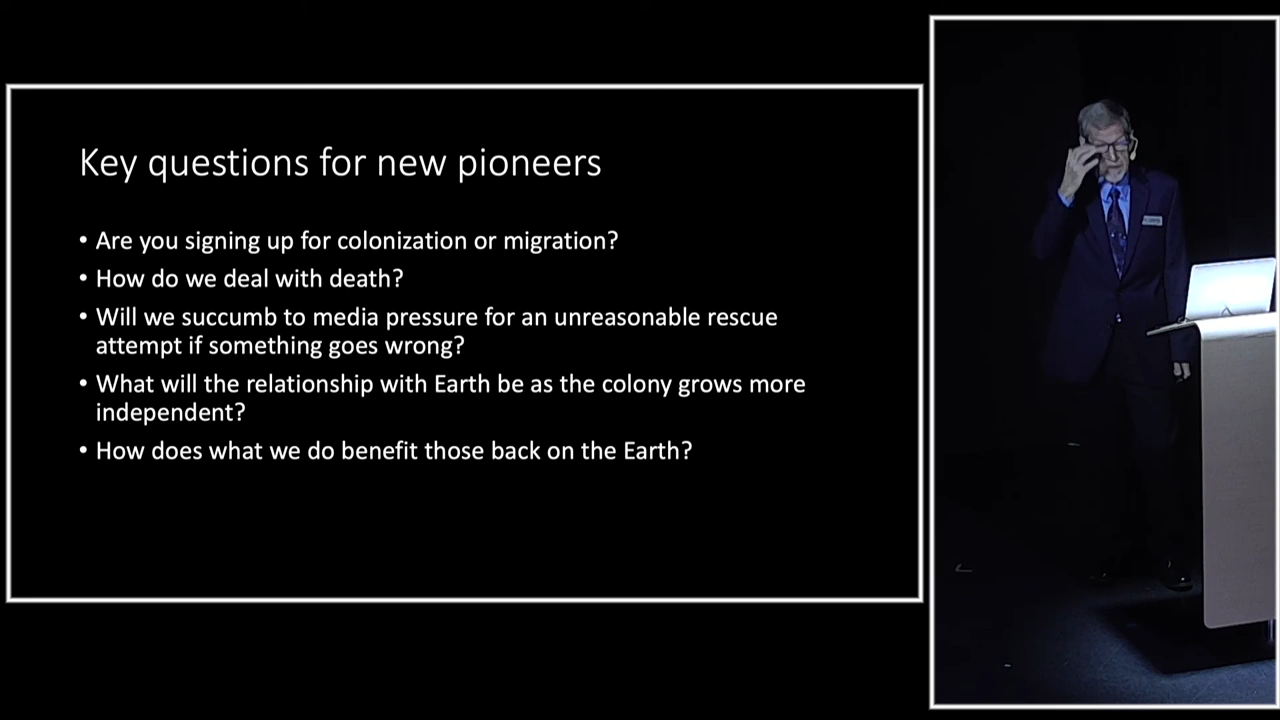 Key questions for new pioneers
• Are you signing up for colonization or migration?
• How do we deal with death?
• Will we succumb to media pressure for an unreasonable rescue
attempt if something goes wrong?
• What will the relationship with Earth be as the colony grows more
independent?
• How does what we do benefit those back on the Earth?